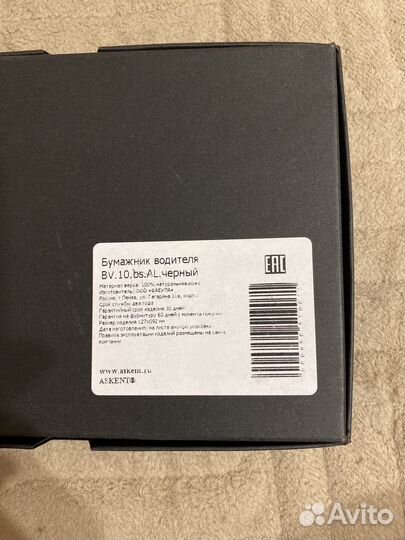 Бумажник водителя
BV.10.bs.AL.черный
Материал верха: 100% натуральная кожа
Изготовитель: ООО «ФАБУЛА»
Россия, г.Пенза, ул. Гагарина 11а, корп.7
Срок службы два года
Гарантийный срок изделия 30 дней
Гарантия на фурнитуру 60 дней с момента покупки
Размер изделия 127х092 мм
Дата изготовления: на листе внутри упаковки
Правила эксплуатации изделий размещены на сайте
компании.
www.askent.ru
ASKENT®
EAC
Avito